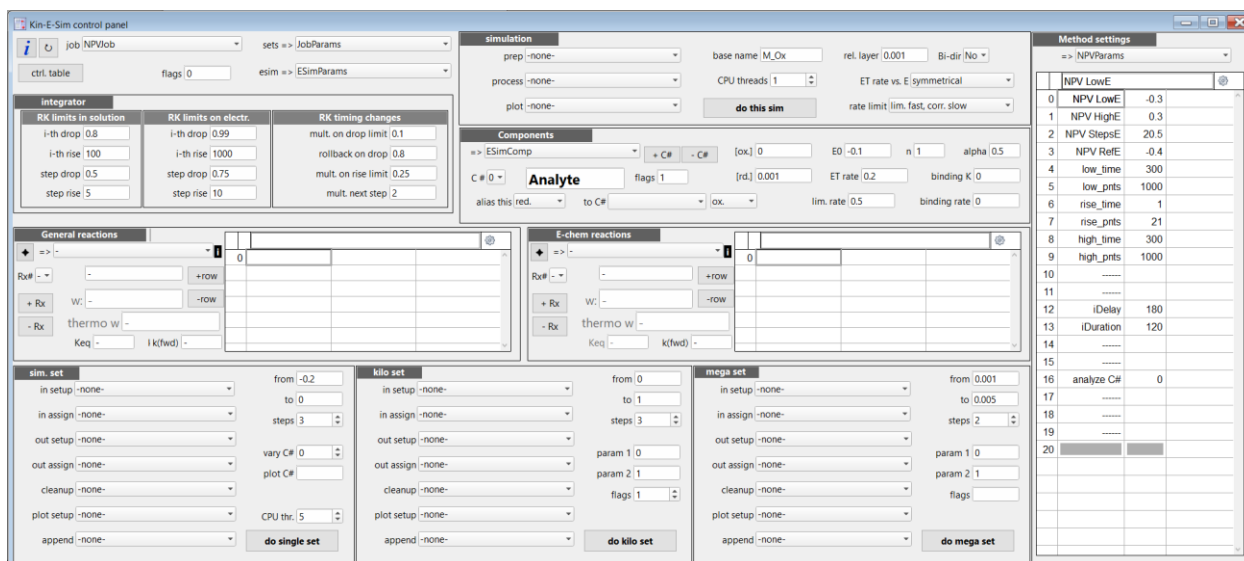 Kin-E-Sim control panel
i ↻ job NPVJob sets => JobParams
ctrl. table flags 0 esim => ESimParams
integrator
RK limits in solution RK limits on electr. RK timing changes
i-th drop 0.8 i-th drop 0.99 mult. on drop limit 0.1
i-th rise 100 i-th rise 1000 rollback on drop 0.8
step drop 0.5 step drop 0.75 mult. on rise limit 0.25
step rise 5 step rise 10 mult. next step 2
simulation
prep -none- base name M_Ox rel. layer 0.001 Bi-dir No
process -none- CPU threads 1 ET rate vs. E symmetrical
plot -none- do this sim rate limit lim. fast, corr. slow
Components
=> ESimComp + C# - C# [ox.] 0 E0 -0.1 n 1 alpha 0.5
C # 0 Analyte flags 1 [rd.] 0.001 ET rate 0.2 binding K 0
alias this red. to C# ox. lim. rate 0.5 binding rate 0
General reactions
=> - i
0
Rx# - - +row
+ Rx w: - -row
- Rx thermo w -
Keq - l k(fwd) -
E-chem reactions
=> - i
0
Rx# - - +row
+ Rx w: - -row
- Rx thermo w -
Keq - k(fwd) -
sim. set
in setup -none- from -0.2
to 0
in assign -none- steps 3
out setup -none-
vary C# 0
out assign -none- plot C#
cleanup -none-
plot setup -none- CPU thr. 5
append -none- do single set
kilo set
in setup -none- from 0
to 1
in assign -none- steps 3
out setup -none-
param 1 0
out assign -none- param 2 1
cleanup -none- flags 1
plot setup -none-
append -none- do kilo set
mega set
in setup -none- from 0.001
to 0.005
in assign -none- steps 2
out setup -none-
param 1 0
out assign -none- param 2 1
cleanup -none- flags
plot setup -none-
append -none- do mega set
Method settings
=> NPVParams
NPV LowE
0 NPV LowE -0.3
1 NPV HighE 0.3
2 NPV StepsE 20.5
3 NPV RefE -0.4
4 low_time 300
5 low_pnts 1000
6 rise_time 1
7 rise_pnts 21
8 high_time 300
9 high_pnts 1000
10 ------
11 ------
12 iDelay 180
13 iDuration 120
14 ------
15 ------
16 analyze C# 0
17 ------
18 ------
19 ------
20